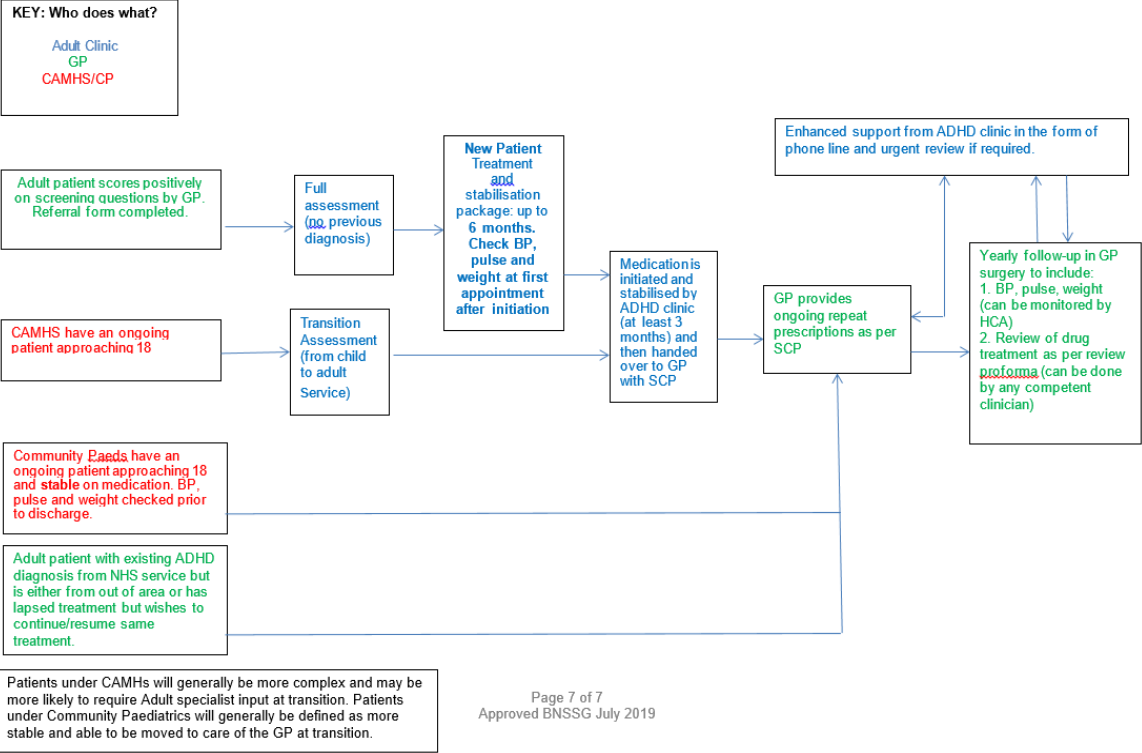 KEY: Who does what?
Adult Clinic
GP
CAMHS/CP
Adult patient scores positively
on screening questions by GP.
Referral form completed.
Full
assessment
(no previous
diagnosis)
New Patient
Treatment
and
stabilisation
package: up to
6 months.
Check BP,
pulse and
weight at first
appointment
after initiation
Enhanced support from ADHD clinic in the form of
phone line and urgent review if required.
CAMHS have an ongoing
patient approaching 18
Transition
Assessment
(from child
to adult
Service)
Medication is
initiated and
stabilised by
ADHD clinic
(at least 3
months) and
then handed
over to GP
with SCP
GP provides
ongoing repeat
prescriptions as per
SCP
Yearly follow-up in GP
surgery to include:
1. BP, pulse, weight
(can be monitored by
HCA)
2. Review of drug
treatment as per review
proforma (can be done
by any competent
clinician)
Community Paeds have an
ongoing patient approaching 18
and stable on medication. BP,
pulse and weight checked prior
to discharge.
Adult patient with existing ADHD
diagnosis from NHS service but
is either from out of area or has
lapsed treatment but wishes to
continue/resume same
treatment.
Patients under CAMHs will generally be more complex and may be
more likely to require Adult specialist input at transition. Patients
under Community Paediatrics will generally be defined as more
stable and able to be moved to care of the GP at transition.
Page 7 of 7
Approved BNSSG July 2019